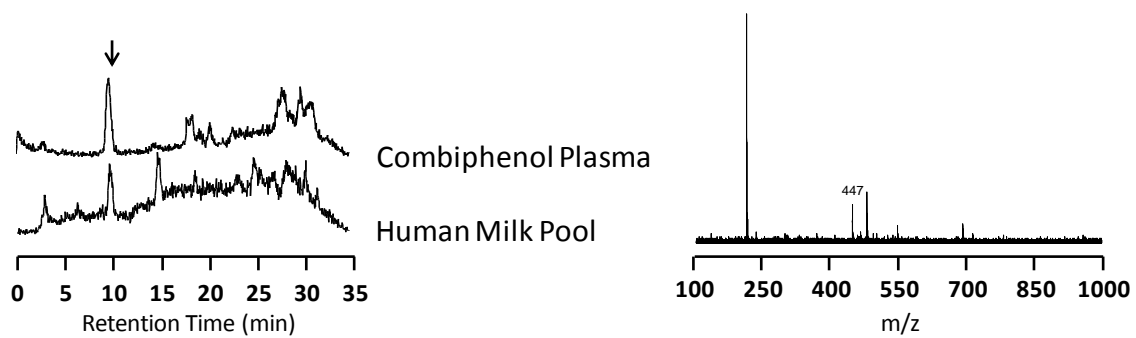 Combiphenol Plasma
Human Milk Pool
0 5 10 15 20 25 30 35
Retention Time (min)
447
100 250 400 550 700 850 1000
m/z